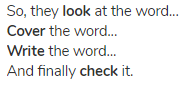 So, they look at the word...
Cover the word...
Write the word...
And finally check it.